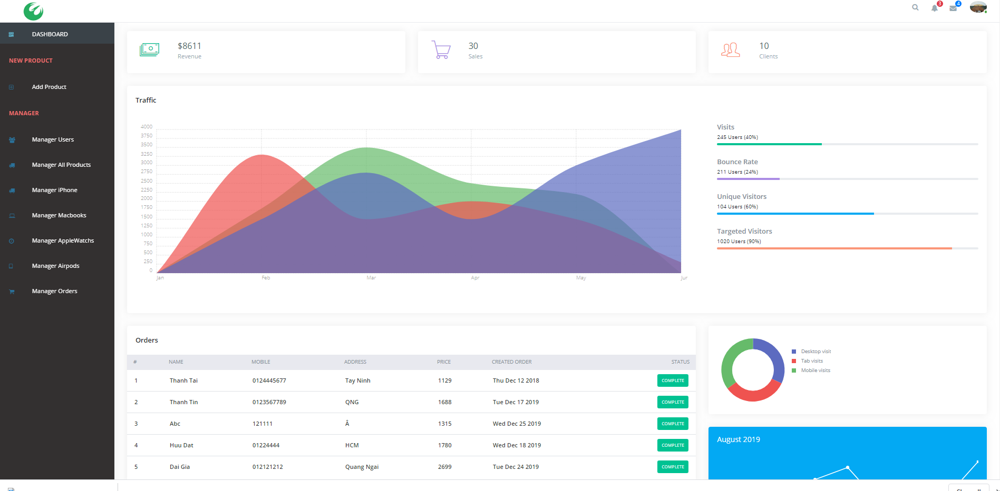 3
4
DASHBOARD
NEW PRODUCT
Add Product
MANAGER
Manager Users
Manager All Products
Manager iPhone
Manager Macbooks
Manager AppleWatchs
Manager Airpods
Manager Orders
$8611
Revenue
30
Sales
10
Clients
Traffic
4000
3750
3500
3250
3000
2750
2500
2250
2000
1750
1500
1250
1000
750
500
250
0
Jan Feb Mar Apr May Jur
Visits
245 Users (40%)
Bounce Rate
211 Users (24%)
Unique Visitors
104 Users (60%)
Targeted Visitors
1020 Users (90%)
Orders
# NAME MOBILE ADDRESS PRICE CREATED ORDER STATUS
1 Thanh Tai 0124445677 Tay Ninh 1129 Thu Dec 12 2018 COMPLETE
2 Thanh Tin 0123567789 QNG 1688 Tue Dec 17 2019 COMPLETE
3 Abc 121111 Â 1315 Wed Dec 25 2019 COMPLETE
4 Huu Dat 01224444 HCM 1780 Wed Dec 18 2019 COMPLETE
5 Dai Gia 012121212 Quang Ngai 2699 Tue Dec 24 2019 COMPLETE
Desktop visit
Tab visits
Mobile visits
August 2019